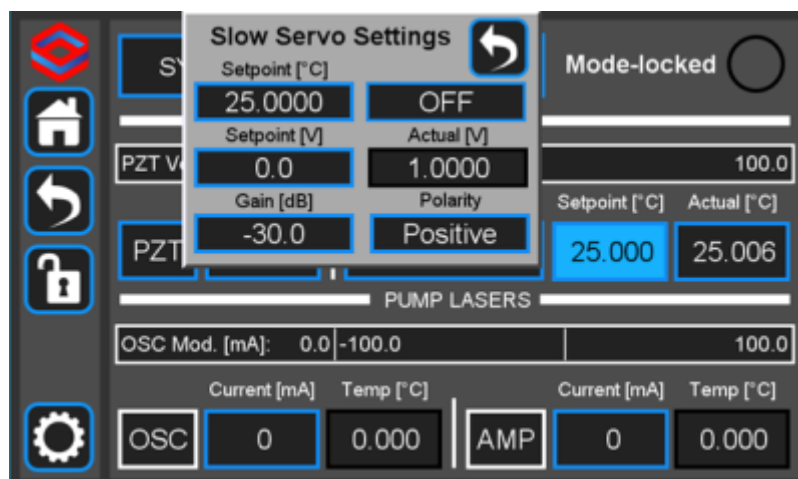 Slow Servo Settings
Setpoint [°C]
25.0000 OFF
Setpoint [V] Actual [V]
0.0 1.0000
Gain [dB] Polarity
-30.0 Positive
Mode-locked
100.0
Setpoint [°C] Actual [°C]
PZT 25.000 25.006
PUMP LASERS
OSC Mod. [mA]: 0.0 -100.0 100.0
Current [mA] Temp [°C] Current [mA] Temp [°C]
OSC 0 0.000 AMP 0 0.000